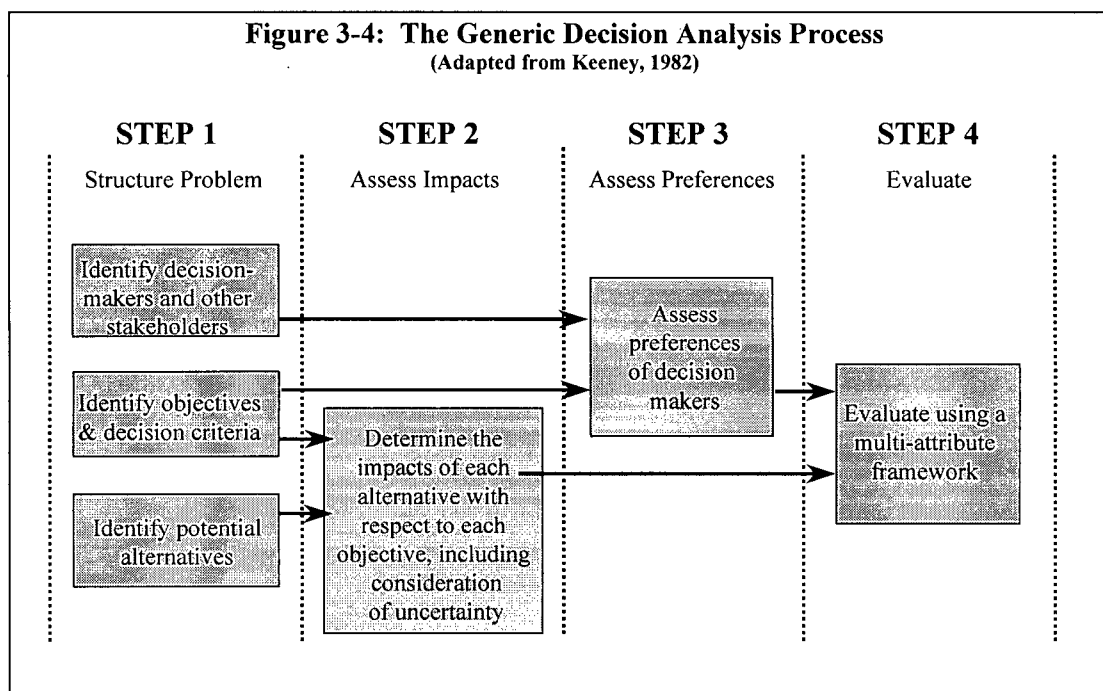 Figure 3-4: The Generic Decision Analysis Process
(Adapted from Keeney, 1982)
STEP 1
Structure Problem
STEP 2
Assess Impacts
STEP 3
Assess Preferences
STEP 4
Evaluate
Identify decision-
makers and other
stakeholders
Identify objectives
& decision criteria
Identify potential
alternatives
Determine the
impacts of each
alternative with
respect to each
objective, including
consideration
of uncertainty
Assess
preferences
of decision
makers
Evaluate using a
multi-attribute
framework